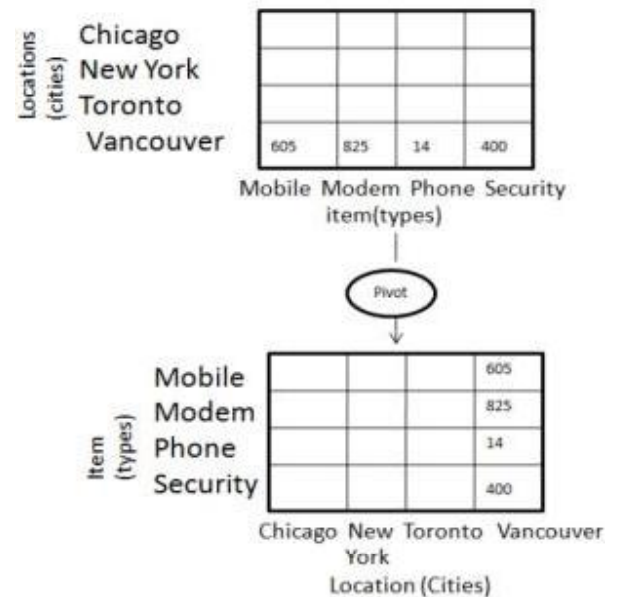 Locations
(cities)
Chicago
New York
Toronto
Vancouver
605 825 14 400
Mobile Modem Phone Security
item(types)
Pivot
Item
(types)
Mobile 605
Modem 825
Phone 14
Security 400
Chicago New Toronto Vancouver
York
Location (Cities)